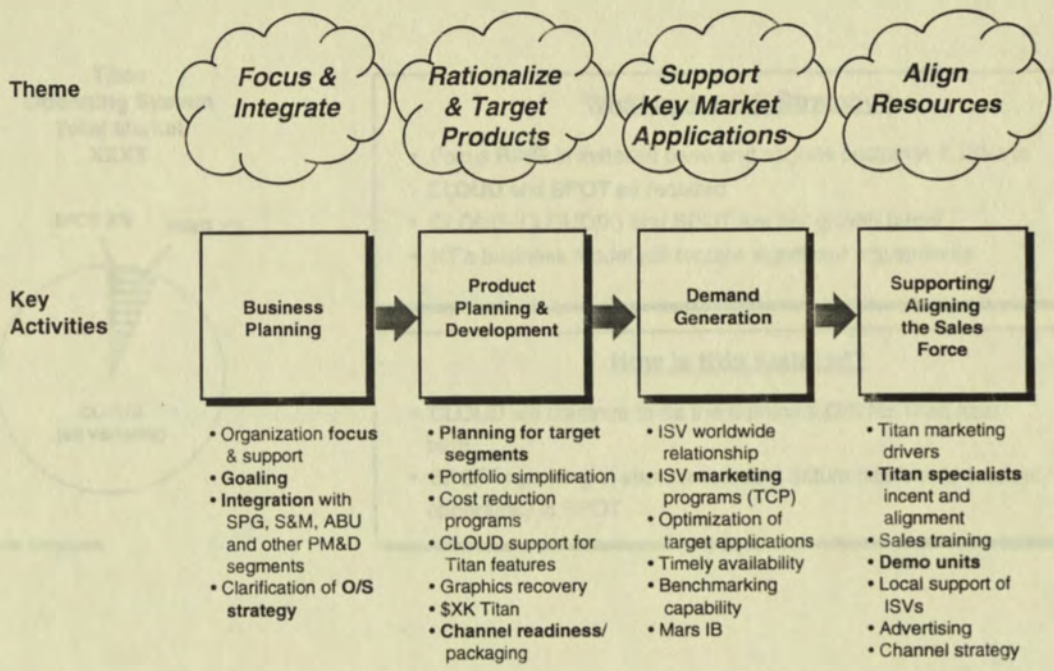 Theme
Focus &
Integrate
Rationalize
& Target
Products
Support
Key Market
Applications
Align
Resources
Key
Activities
Business
Planning
Product
Planning &
Development
Demand
Generation
Supporting/
Aligning
the Sales
Force
• Organization focus
& support
• Goaling
• Integration with
SPG, S&M, ABU
and other PM&D
segments
• Clarification of O/S
strategy
• Planning for target
segments
• Portfolio simplification
• Cost reduction
programs
• CLOUD support for
Titan features
• Graphics recovery
• $XK Titan
• Channel readiness/
packaging
• ISV worldwide
relationship
• ISV marketing
programs (TCP)
• Optimization of
target applications
• Timely availability
• Benchmarking
capability
• Mars IB
• Titan marketing
drivers
• Titan specialists
incent and
alignment
• Sales training
• Demo units
• Local support of
ISVs
• Advertising
• Channel strategy